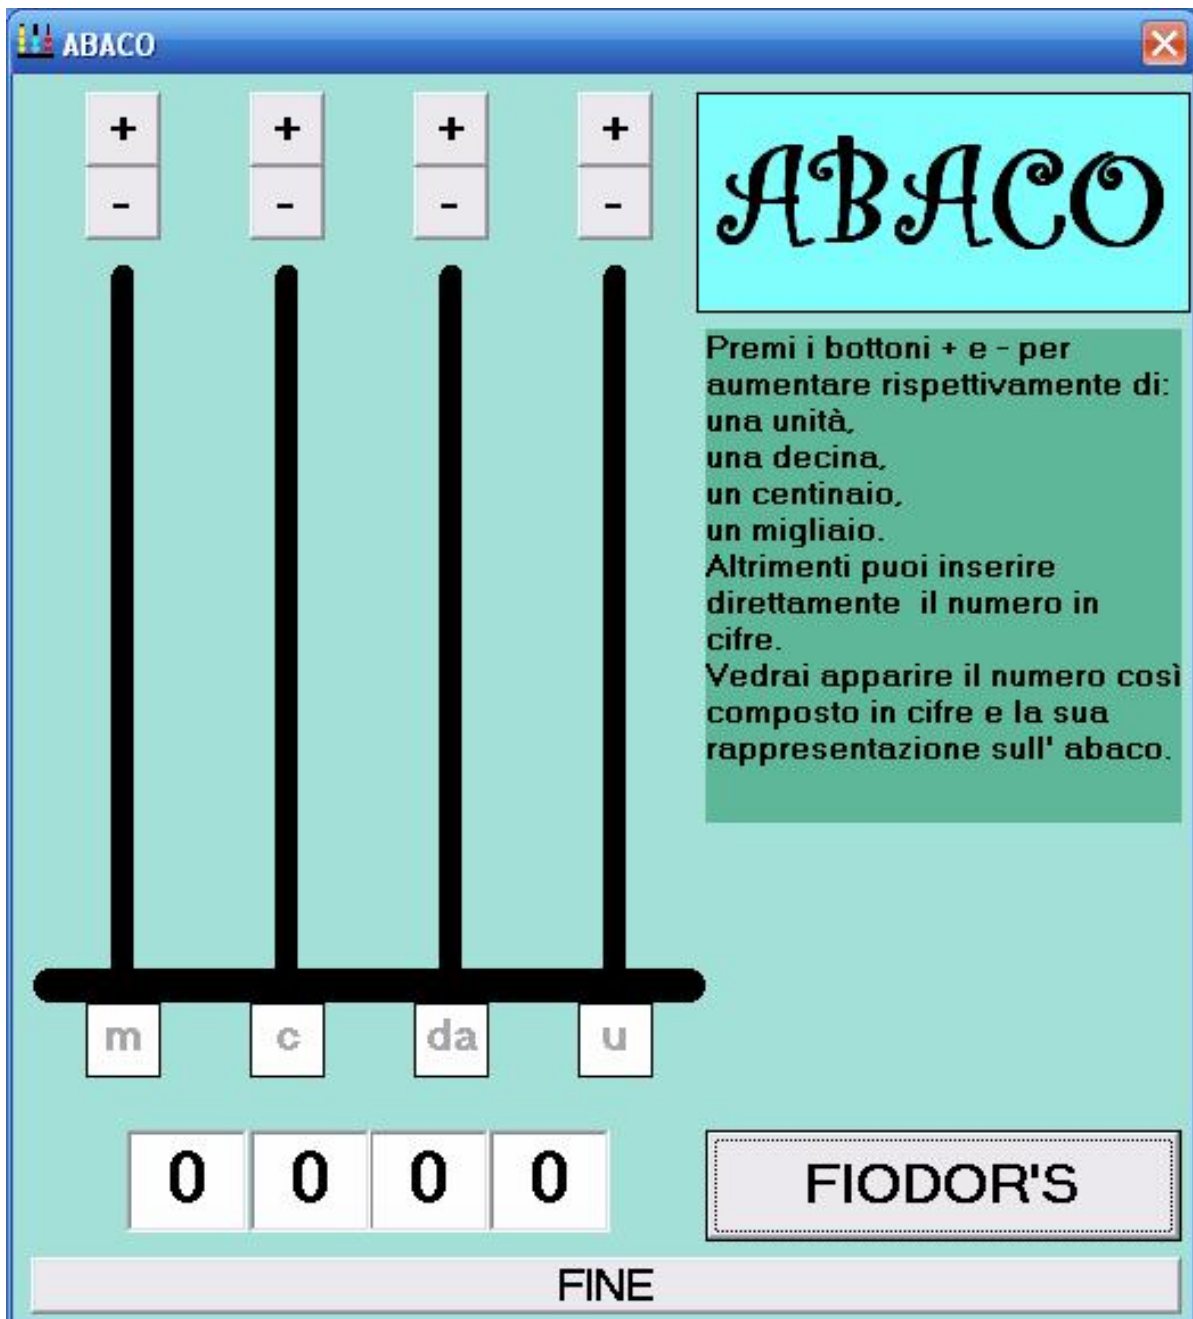 ABACO
+ + + +
- - - -
ABACO
Premi i bottoni + e - per
aumentare rispettivamente di:
una unità,
una decina,
un centinaio,
un migliaio.
Altrimenti puoi inserire
direttamente  il numero in
cifre.
Vedrai apparire il numero così
composto in cifre e la sua
rappresentazione sull' abaco.
m c da u
0 0 0 0
FIODOR'S
FINE